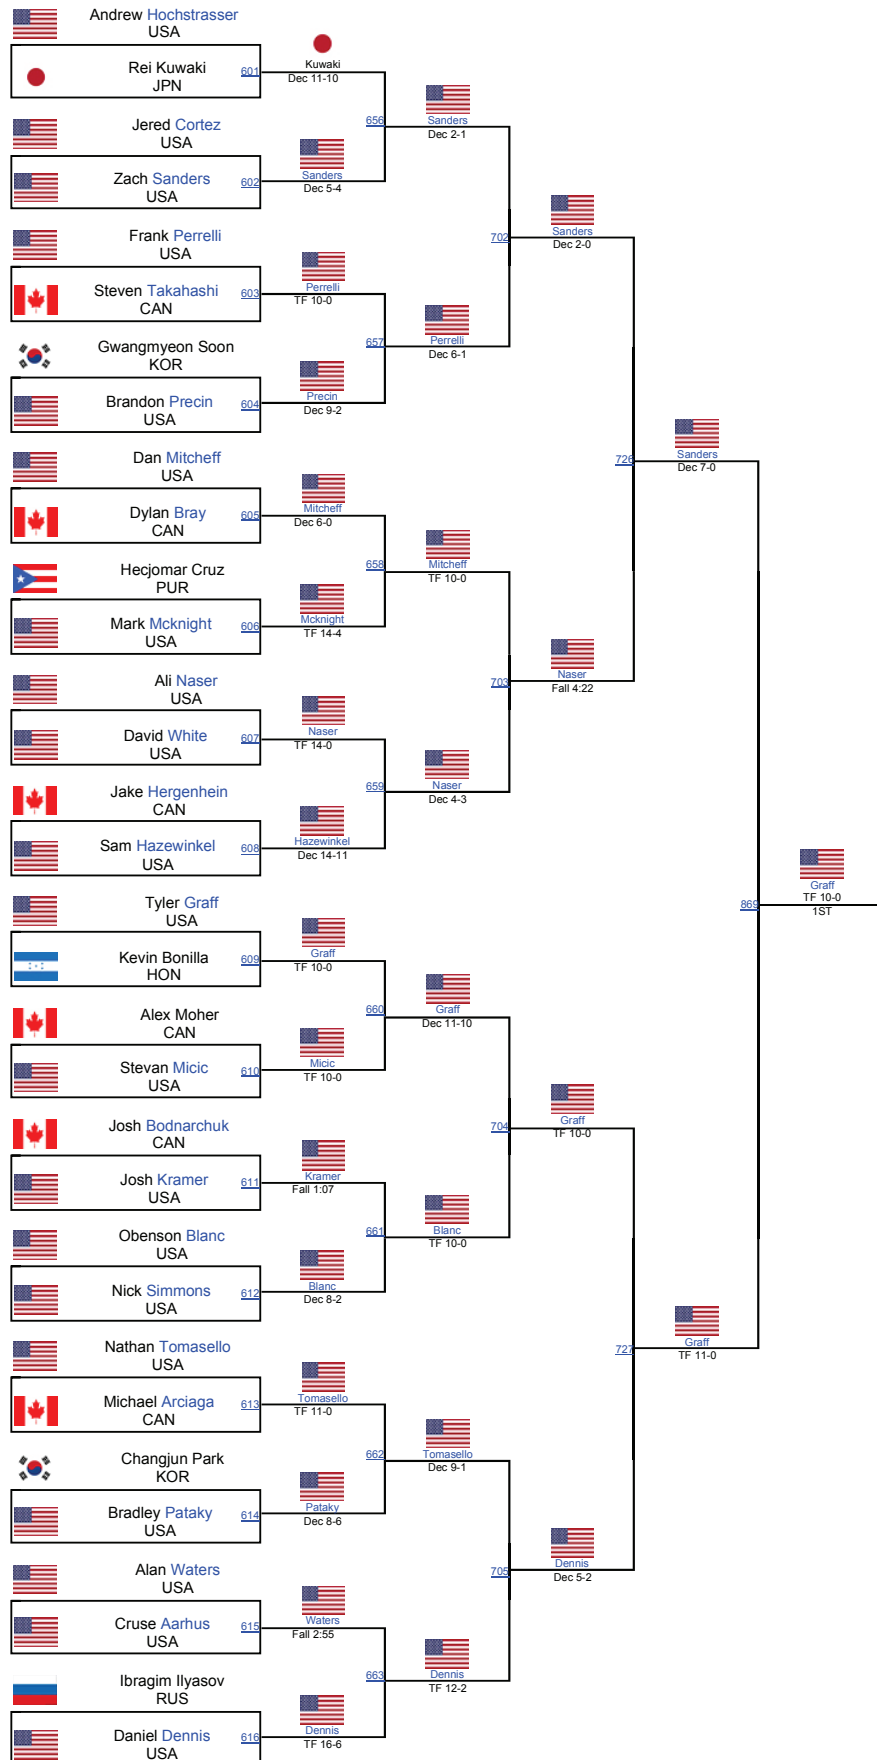 Andrew Hochstrasser
USA
Rei Kuwaki
JPN
601
Kuwaki
Dec 11-10
Jered Cortez
USA
656
Sanders
Dec 2-1
Zach Sanders
USA
602
Sanders
Dec 5-4
Frank Perrelli
USA
702
Sanders
Dec 2-0
Steven Takahashi
CAN
603
Perrelli
TF 10-0
Gwangmyeon Soon
KOR
657
Perrelli
Dec 6-1
Brandon Precin
USA
604
Precin
Dec 9-2
Dan Mitcheff
USA
726
Sanders
Dec 7-0
Dylan Bray
CAN
605
Mitcheff
Dec 6-0
Hecjomar Cruz
PUR
658
Mitcheff
TF 10-0
Mark Mcknight
USA
606
Mcknight
TF 14-4
Ali Naser
USA
703
Naser
Fall 4:22
David White
USA
607
Naser
TF 14-0
Jake Hergenhein
CAN
659
Naser
Dec 4-3
Sam Hazewinkel
USA
608
Hazewinkel
Dec 14-11
Tyler Graff
USA
869
Graff
TF 10-0
1ST
Kevin Bonilla
HON
609
Graff
TF 10-0
Alex Moher
CAN
660
Graff
Dec 11-10
Stevan Micic
USA
610
Micic
TF 10-0
Josh Bodnarchuk
CAN
704
Graff
TF 10-0
Josh Kramer
USA
611
Kramer
Fall 1:07
Obenson Blanc
USA
661
Blanc
TF 10-0
Nick Simmons
USA
612
Blanc
Dec 8-2
Nathan Tomasello
USA
727
Graff
TF 11-0
Michael Arciaga
CAN
613
Tomasello
TF 11-0
Changjun Park
KOR
662
Tomasello
Dec 9-1
Bradley Pataky
USA
614
Pataky
Dec 8-6
Alan Waters
USA
705
Dennis
Dec 5-2
Cruse Aarhus
USA
615
Waters
Fall 2:55
Ibragim Ilyasov
RUS
663
Dennis
TF 12-2
Daniel Dennis
USA
616
Dennis
TF 16-6